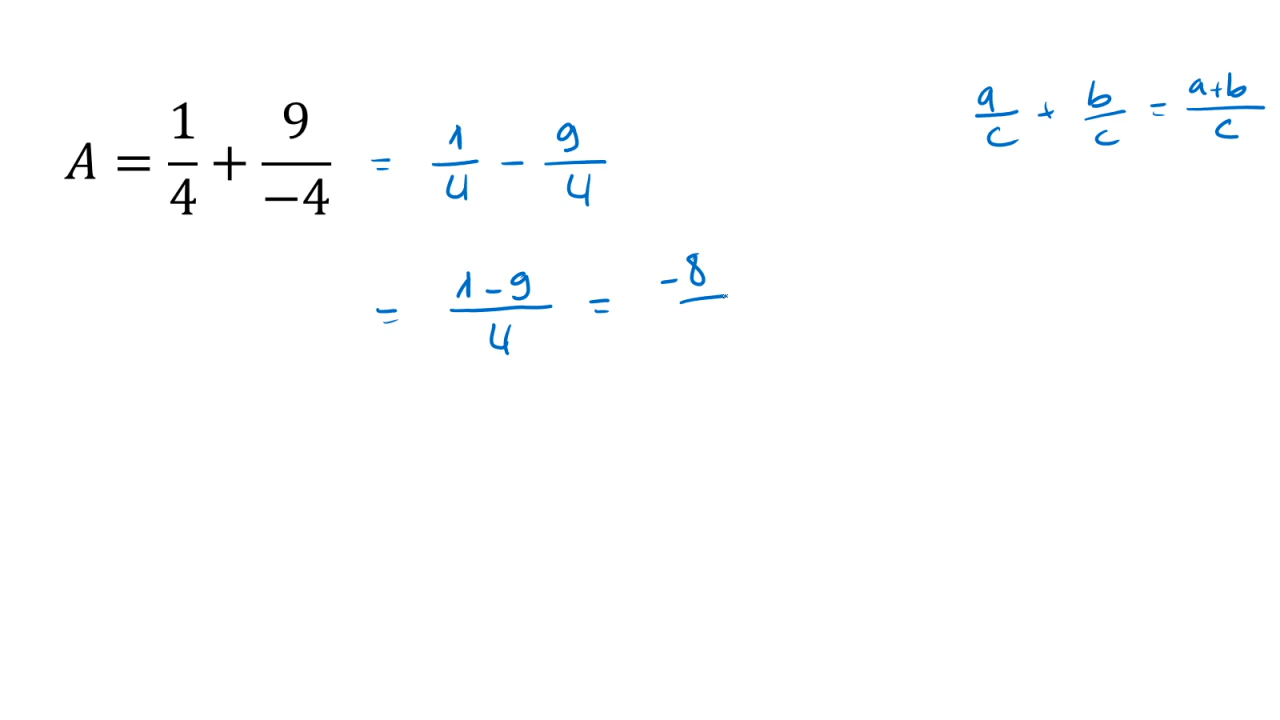 A = 1/4 + 9/−4 = 1/4 − 9/4
a/c + b/c = a+b/c
= 1−9/4 = −8/